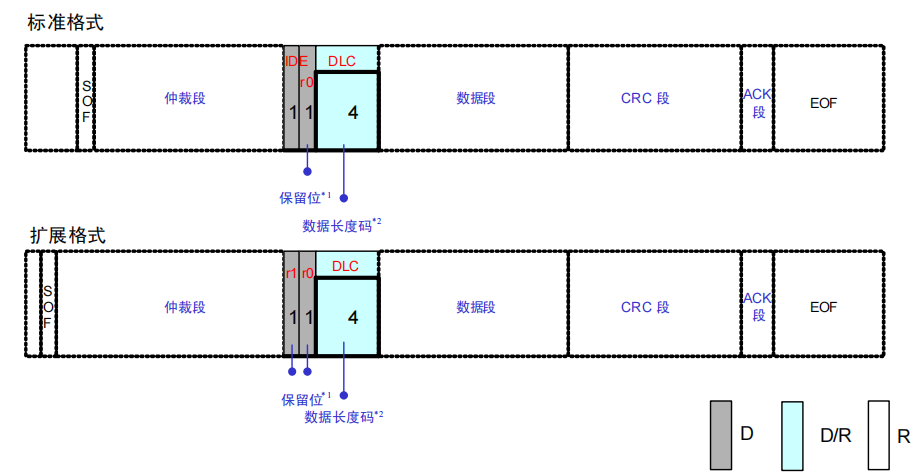 标准格式
SOF
仲裁段
IDE
r0
DLC
1
1
4
数据段
CRC 段
ACK
段
EOF
保留位*1
数据长度码*2
扩展格式
SOF
仲裁段
r1
r0
DLC
1
1
4
数据段
CRC 段
ACK
段
EOF
保留位*1
数据长度码*2
D
D/R
R